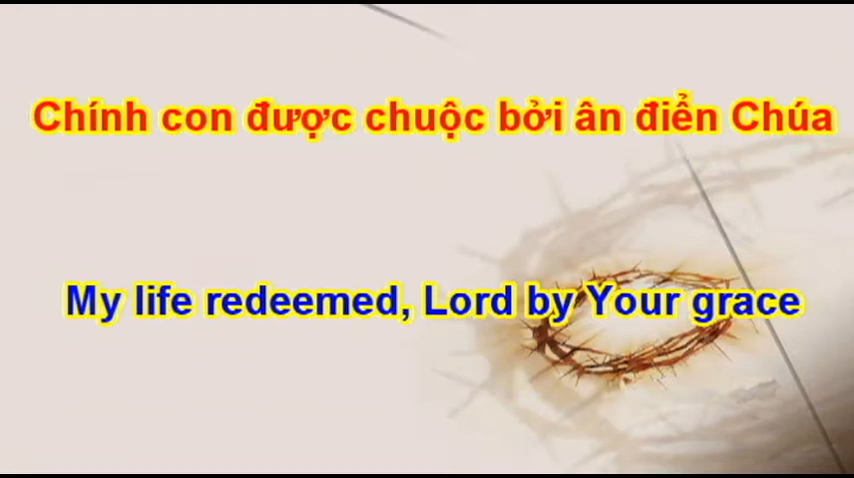 Chính con được chuộc bởi ân điển Chúa
My life redeemed, Lord by Your grace